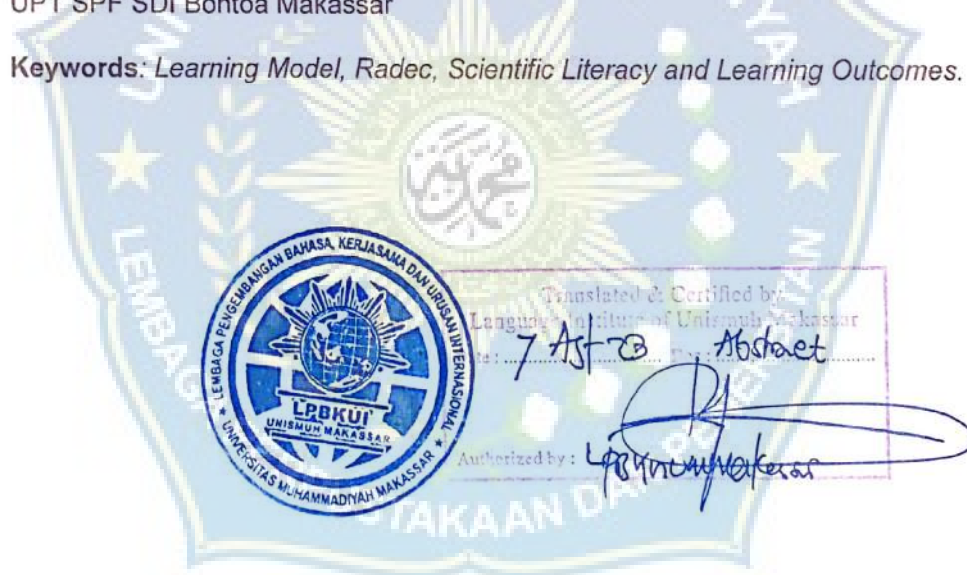 UPT SPF SDI Bontoa Makassar
Keywords: Learning Model, Radec, Scientific Literacy and Learning Outcomes.
LEMBAGA PENGEMBANGAN BAHASA, KERJASAMA DAN URUSAN INTERNASIONAL
LPBKUI
UNISMUH MAKASSAR
UNIVERSITAS MUHAMMADIYAH MAKASSAR
Translated & Certified by
Language Institute of Unismuh Makassar
7 Abstract
Authorized by :
محمد